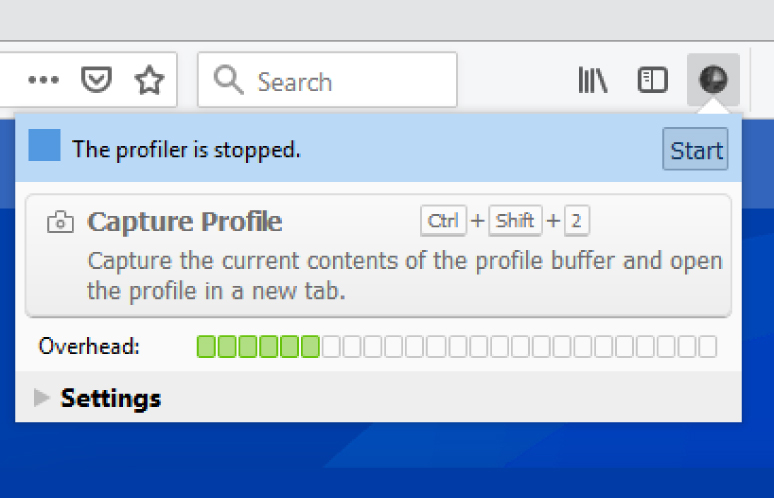 Search
The profiler is stopped.
Start
Capture Profile
Ctrl + Shift + 2
Capture the current contents of the profile buffer and open
the profile in a new tab.
Overhead:
Settings